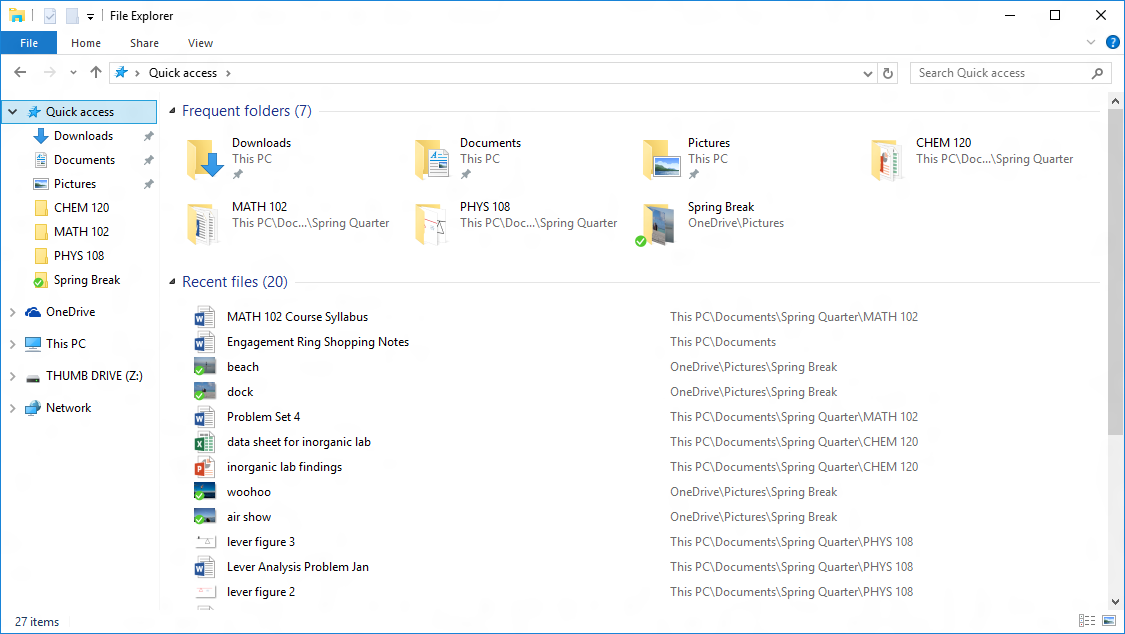 File Explorer
File Home Share View
Quick access
Search Quick access
Quick access
Downloads
Documents
Pictures
CHEM 120
MATH 102
PHYS 108
Spring Break
OneDrive
This PC
THUMB DRIVE (Z:)
Network
Frequent folders (7)
Downloads
This PC
Documents
This PC
Pictures
This PC
CHEM 120
This PC\Doc...\Spring Quarter
MATH 102
This PC\Doc...\Spring Quarter
PHYS 108
This PC\Doc...\Spring Quarter
Spring Break
OneDrive\Pictures
Recent files (20)
MATH 102 Course Syllabus This PC\Documents\Spring Quarter\MATH 102
Engagement Ring Shopping Notes This PC\Documents
beach OneDrive\Pictures\Spring Break
dock OneDrive\Pictures\Spring Break
Problem Set 4 This PC\Documents\Spring Quarter\MATH 102
data sheet for inorganic lab This PC\Documents\Spring Quarter\CHEM 120
inorganic lab findings This PC\Documents\Spring Quarter\CHEM 120
woohoo OneDrive\Pictures\Spring Break
air show OneDrive\Pictures\Spring Break
lever figure 3 This PC\Documents\Spring Quarter\PHYS 108
Lever Analysis Problem Jan This PC\Documents\Spring Quarter\PHYS 108
lever figure 2 This PC\Documents\Spring Quarter\PHYS 108
27 items